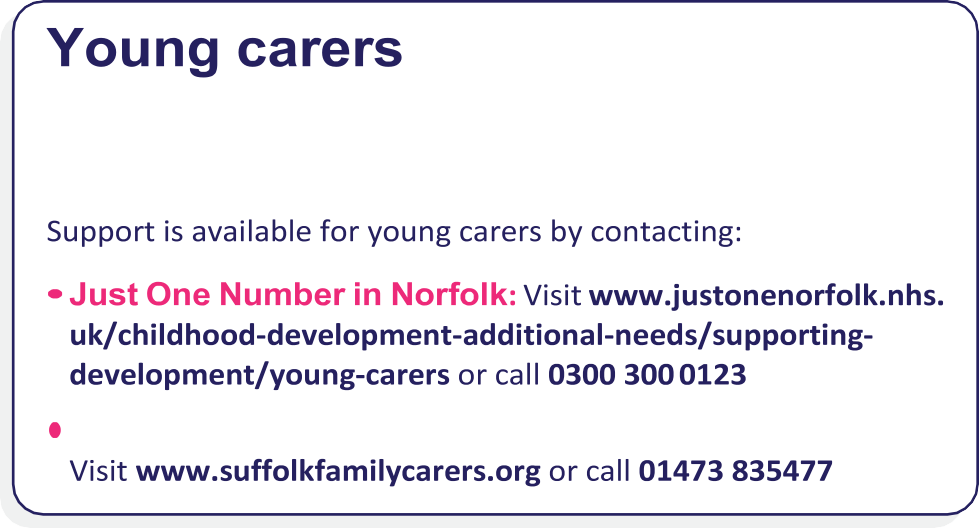 Young carers
Support is available for young carers by contacting:
• Just One Number in Norfolk: Visit www.justonenorfolk.nhs.
uk/childhood-development-additional-needs/supporting-
development/young-carers or call 0300 300 0123
•
Visit www.suffolkfamilycarers.org or call 01473 835477